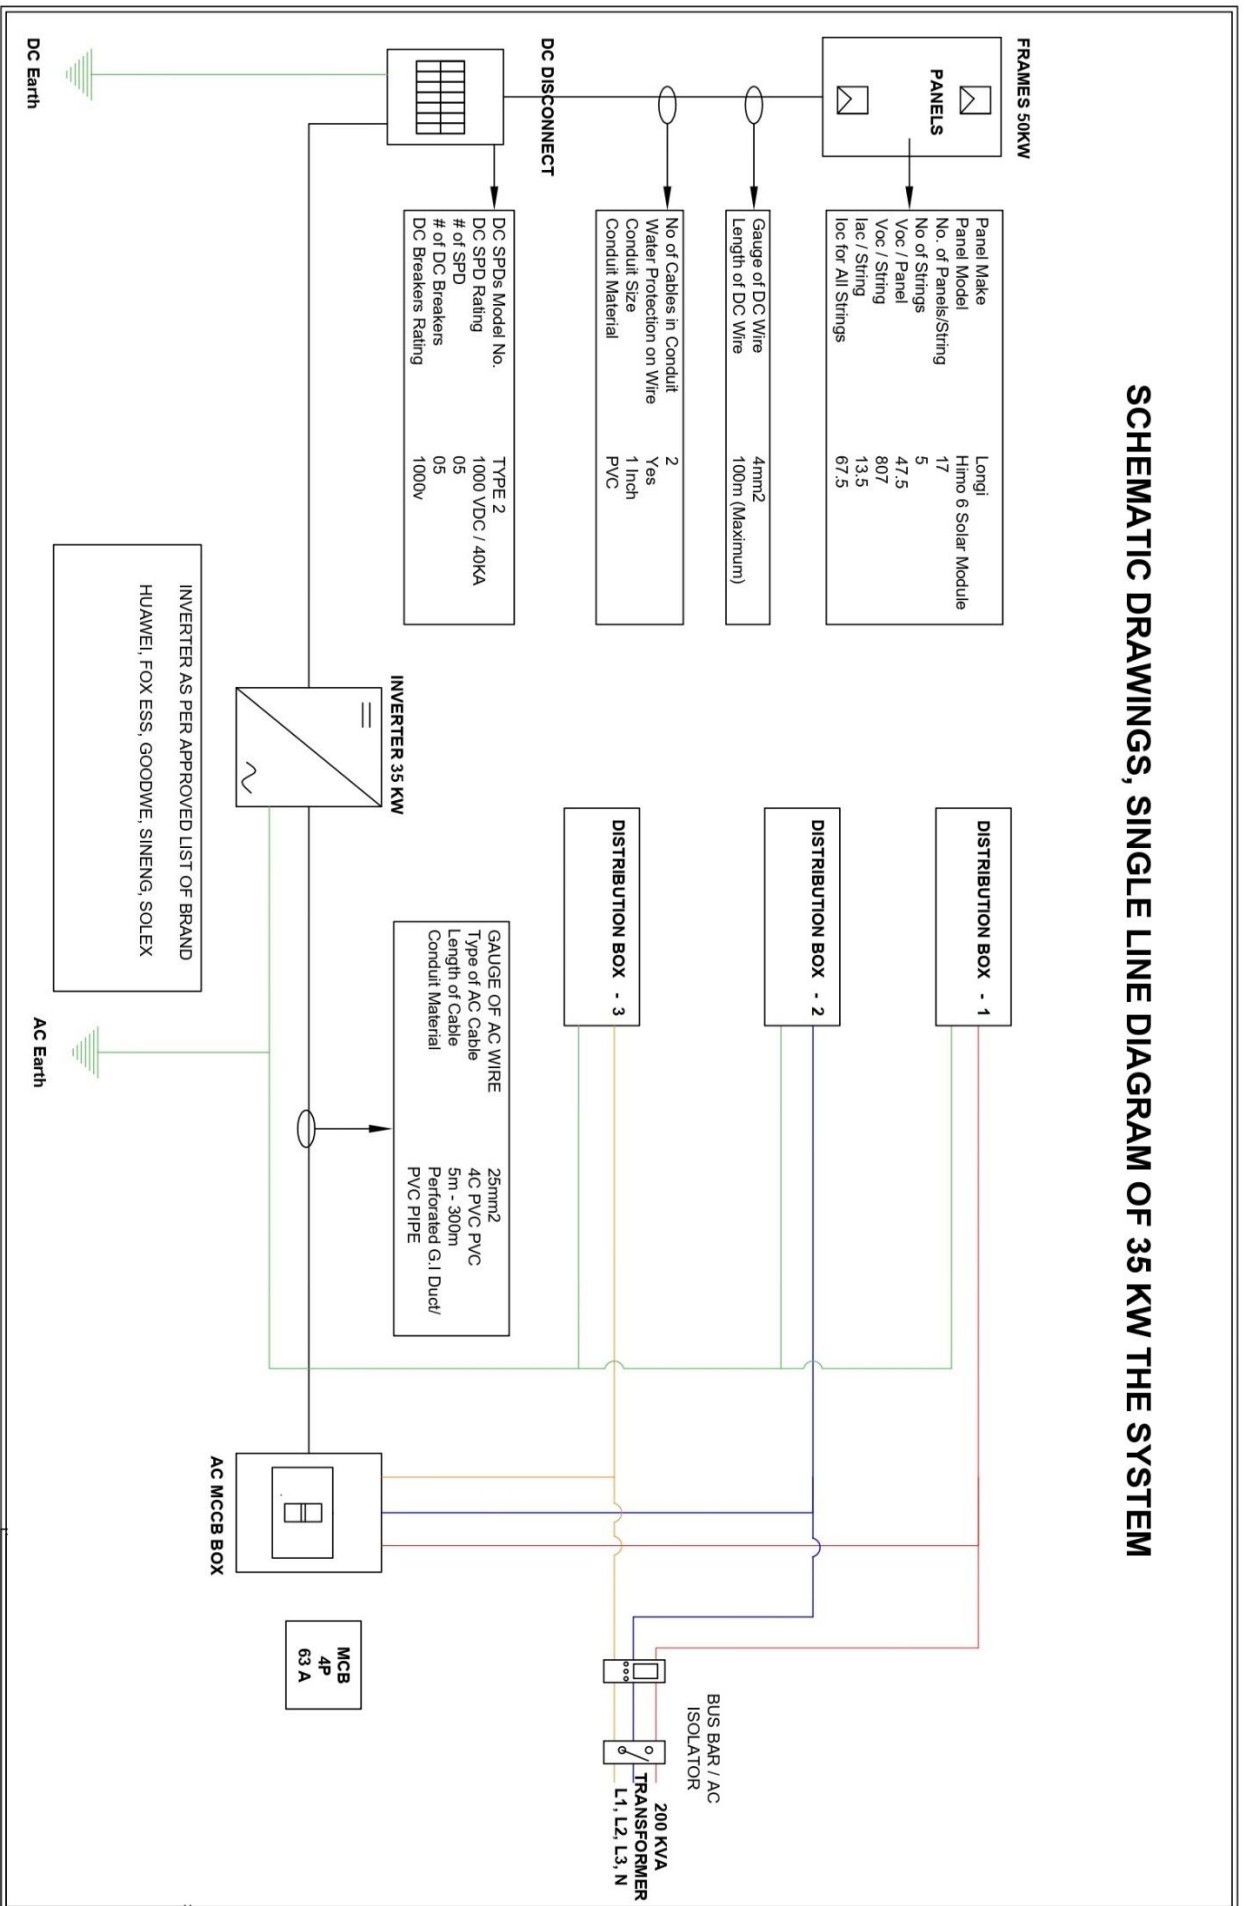 SCHEMATIC DRAWINGS, SINGLE LINE DIAGRAM OF 35 KW THE SYSTEM
FRAMES 50KW
PANELS
Panel Make Longi
Panel Model Himo 6 Solar Module
No. of Panels/String 17
No of Strings 5
Voc / Panel 47.5
Voc / String 807
Iac / String 13.5
Ioc for All Strings 67.5
Gauge of DC Wire 4mm2
Length of DC Wire 100m (Maximum)
No of Cables in Conduit 2
Water Protection on Wire Yes
Conduit Size 1 Inch
Conduit Material PVC
DC DISCONNECT
DC SPDs Model No. TYPE 2
DC SPD Rating 1000 VDC / 40KA
# of SPD 05
# of DC Breakers 05
DC Breakers Rating 1000v
DC Earth
DISTRIBUTION BOX - 1
DISTRIBUTION BOX - 2
DISTRIBUTION BOX - 3
INVERTER 35 KW
INVERTER AS PER APPROVED LIST OF BRAND
HUAWEI, FOX ESS, GOODWE, SINENG, SOLEX
GAUGE OF AC WIRE 25mm2
Type of AC Cable 4C PVC PVC
Length of Cable 5m - 300m
Conduit Material Perforated G.I Duct/
PVC PIPE
AC Earth
AC MCCB BOX
MCB
4P
63 A
BUS BAR / AC
ISOLATOR
200 KVA
TRANSFORMER
L1, L2, L3, N